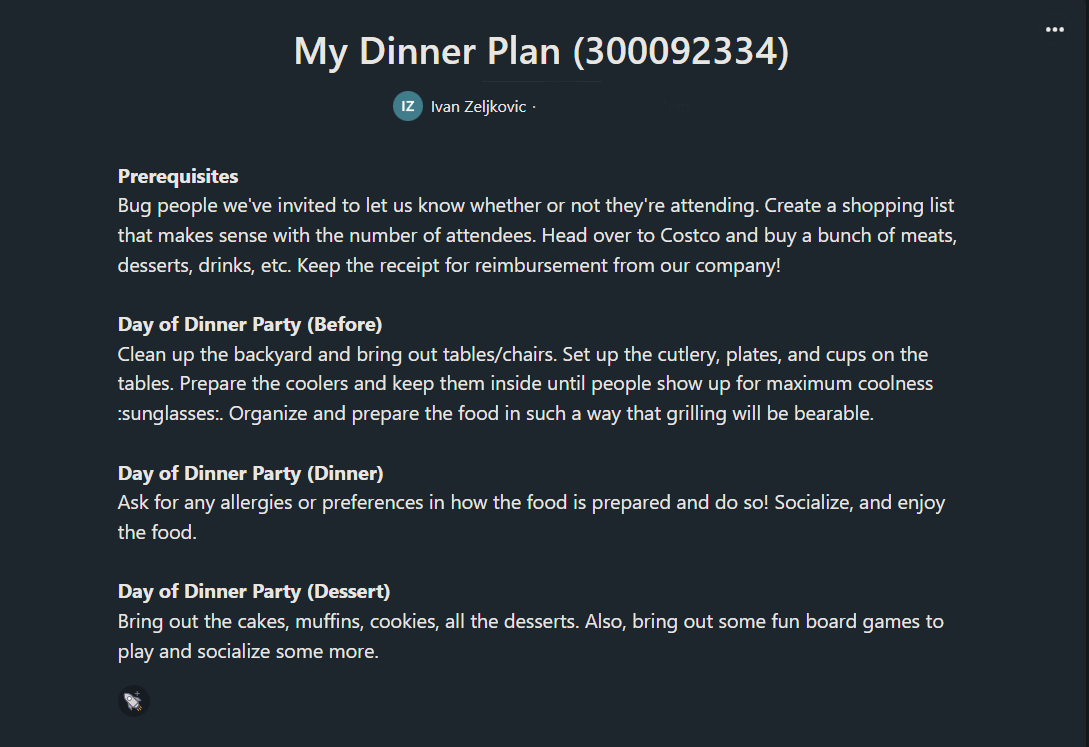 My Dinner Plan (300092334)
IZ Ivan Zeljkovic ·
Prerequisites
Bug people we've invited to let us know whether or not they're attending. Create a shopping list
that makes sense with the number of attendees. Head over to Costco and buy a bunch of meats,
desserts, drinks, etc. Keep the receipt for reimbursement from our company!
Day of Dinner Party (Before)
Clean up the backyard and bring out tables/chairs. Set up the cutlery, plates, and cups on the
tables. Prepare the coolers and keep them inside until people show up for maximum coolness
:sunglasses:. Organize and prepare the food in such a way that grilling will be bearable.
Day of Dinner Party (Dinner)
Ask for any allergies or preferences in how the food is prepared and do so! Socialize, and enjoy
the food.
Day of Dinner Party (Dessert)
Bring out the cakes, muffins, cookies, all the desserts. Also, bring out some fun board games to
play and socialize some more.